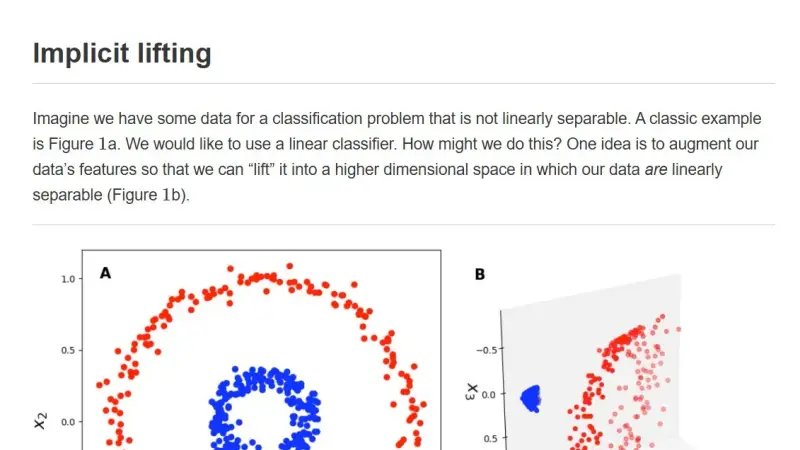 Implicit lifting
Imagine we have some data for a classification problem that is not linearly separable. A classic example
is Figure 1a. We would like to use a linear classifier. How might we do this? One idea is to augment our
data’s features so that we can “lift” it into a higher dimensional space in which our data are linearly
separable (Figure 1b).
A
1.0
0.5
0.0
x2
B
−0.5
0.0
0.5
x3